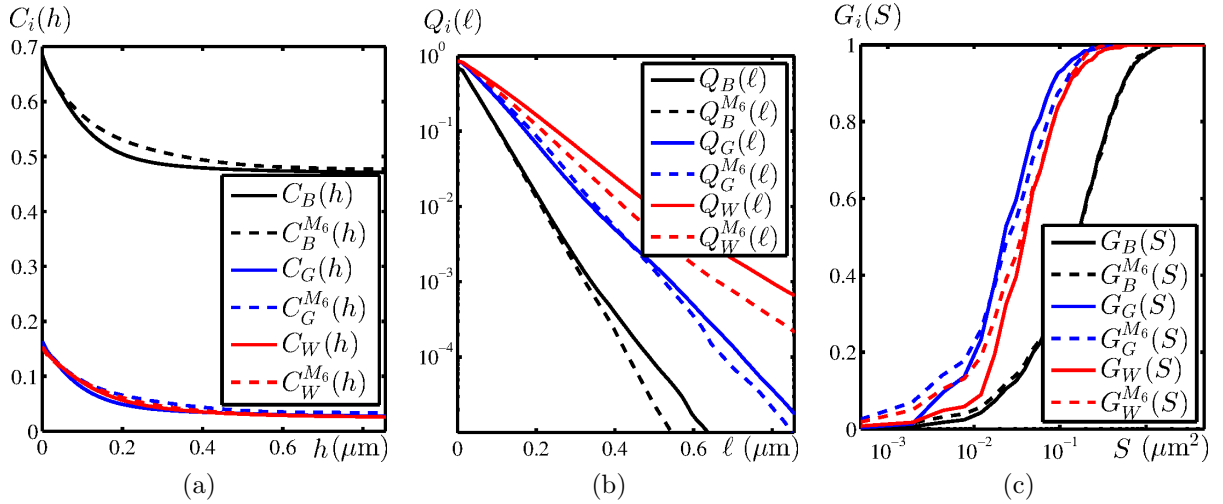 C_i(h)
0.7
0.6
0.5
0.4
0.3
0.2
0.1
0
0.2
0.4
0.6
h (µm)
C_B(h)
C_B^{M_6}(h)
C_G(h)
C_G^{M_6}(h)
C_W(h)
C_W^{M_6}(h)
(a)
Q_i(ℓ)
10^0
10^{-1}
10^{-2}
10^{-3}
10^{-4}
0
0.2
0.4
0.6
ℓ (µm)
Q_B(ℓ)
Q_B^{M_6}(ℓ)
Q_G(ℓ)
Q_G^{M_6}(ℓ)
Q_W(ℓ)
Q_W^{M_6}(ℓ)
(b)
G_i(S)
1
0.8
0.6
0.4
0.2
0
10^{-3}
10^{-2}
10^{-1}
S (µm²)
G_B(S)
G_B^{M_6}(S)
G_G(S)
G_G^{M_6}(S)
G_W(S)
G_W^{M_6}(S)
(c)